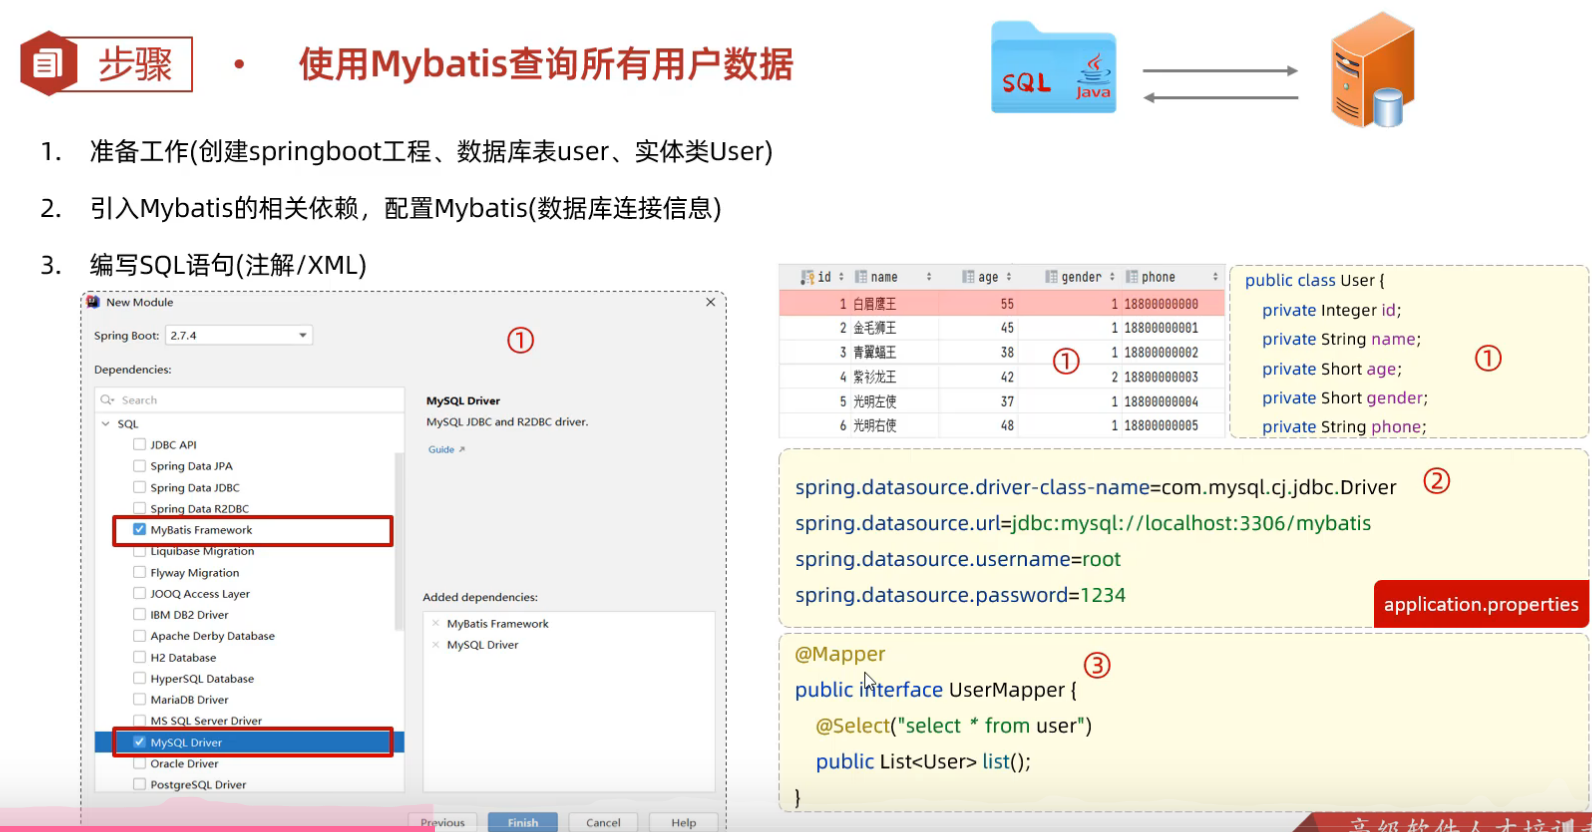 步骤
使用Mybatis查询所有用户数据
SQL
Java
1. 准备工作(创建springboot工程、数据库表user、实体类User)
2. 引入Mybatis的相关依赖，配置Mybatis(数据库连接信息)
3. 编写SQL语句(注解/XML)
New Module
Spring Boot: 2.7.4
①
Dependencies:
Search
SQL
JDBC API
Spring Data JPA
Spring Data JDBC
Spring Data R2DBC
MyBatis Framework
Liquibase Migration
Flyway Migration
JOOQ Access Layer
IBM DB2 Driver
Apache Derby Database
H2 Database
HyperSQL Database
MariaDB Driver
MS SQL Server Driver
MySQL Driver
Oracle Driver
PostgreSQL Driver
MySQL Driver
MySQL JDBC and R2DBC driver.
Guide
Added dependencies:
MyBatis Framework
MySQL Driver
Previous Finish Cancel Help
id name age gender phone
1 白眉鹰王 55 1 18800000000
2 金毛狮王 45 1 18800000001
3 青翼蝠王 38 1 18800000002
4 紫衫龙王 42 2 18800000003
5 光明左使 37 1 18800000004
6 光明右使 48 1 18800000005
①
public class User {
private Integer id;
private String name;
private Short age;
private Short gender;
private String phone;
①
spring.datasource.driver-class-name=com.mysql.cj.jdbc.Driver
②
spring.datasource.url=jdbc:mysql://localhost:3306/mybatis
spring.datasource.username=root
spring.datasource.password=1234
application.properties
@Mapper
③
public interface UserMapper {
@Select("select * from user")
public List<User> list();
}
高级软件人才培训